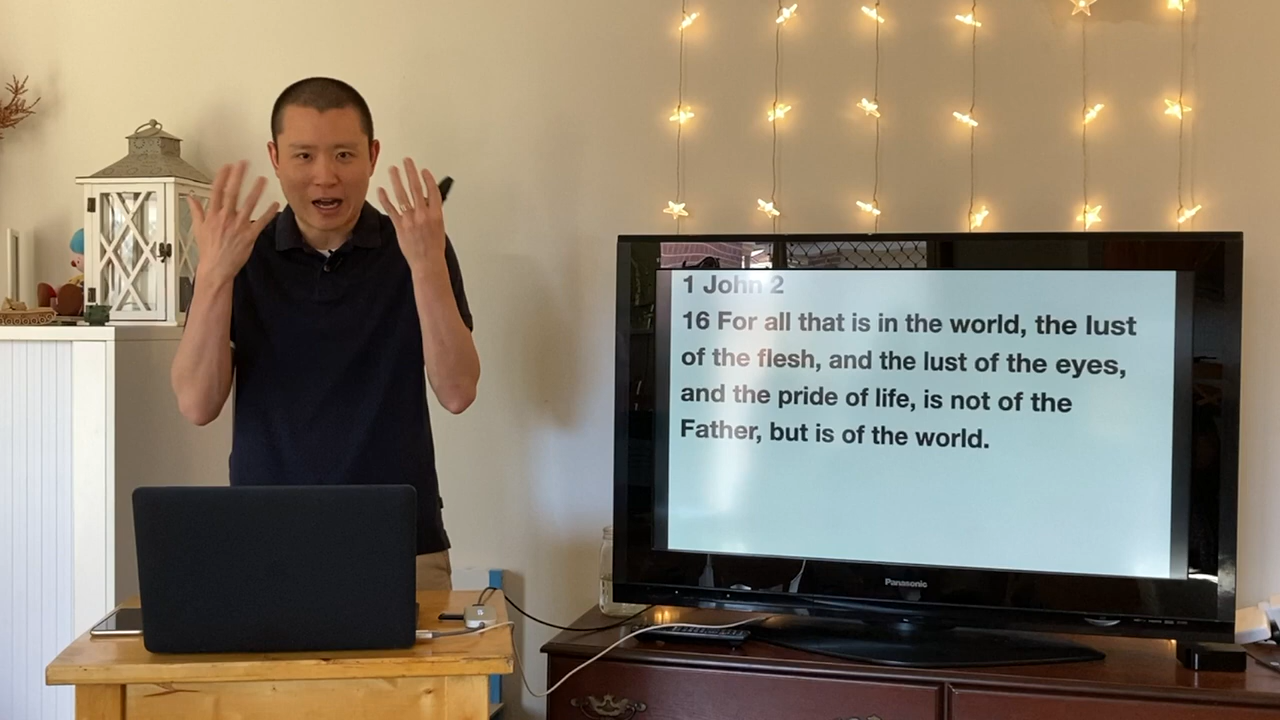 1 John 2
16 For all that is in the world, the lust
of the flesh, and the lust of the eyes,
and the pride of life, is not of the
Father, but is of the world.
Panasonic